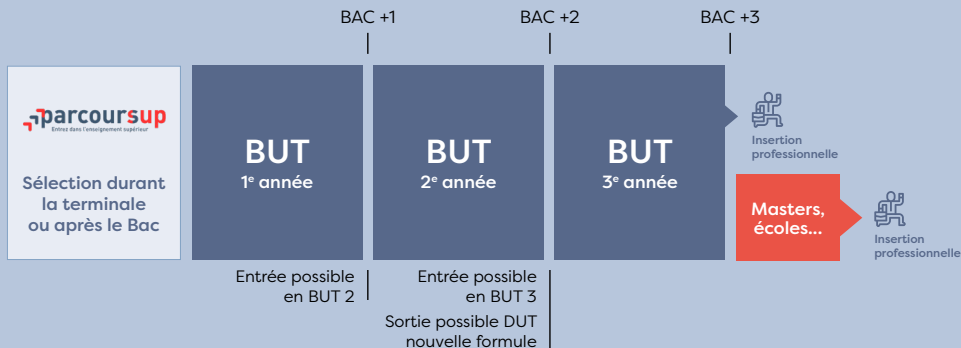 BAC +1
BAC +2
BAC +3
parcoursup
Entrez dans l'enseignement supérieur
Sélection durant
la terminale
ou après le Bac
BUT
1e année
BUT
2e année
BUT
3e année
Insertion
professionnelle
Masters,
écoles...
Insertion
professionnelle
Entrée possible
en BUT 2
Entrée possible
en BUT 3
Sortie possible DUT
nouvelle formule